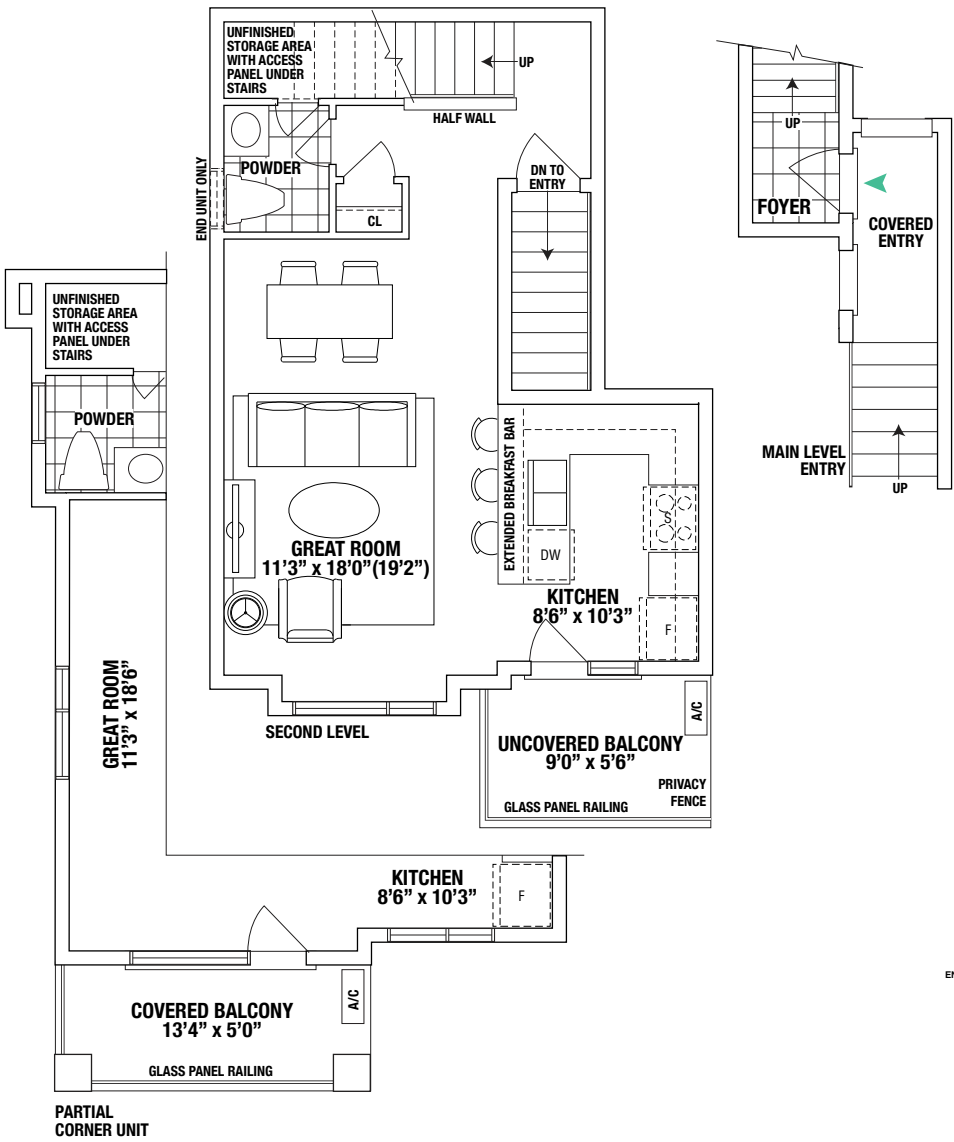 UNFINISHED
STORAGE AREA
WITH ACCESS
PANEL UNDER
STAIRS
UP
HALF WALL
POWDER
END UNIT ONLY
CL
DN TO
ENTRY
UP
FOYER
COVERED
ENTRY
MAIN LEVEL
ENTRY
UP
UNFINISHED
STORAGE AREA
WITH ACCESS
PANEL UNDER
STAIRS
POWDER
EXTENDED BREAKFAST BAR
S
DW
GREAT ROOM
11’3” x 18’0”(19’2”)
KITCHEN
8’6” x 10’3”
F
GREAT ROOM
11’3” x 18’6”
SECOND LEVEL
A/C
UNCOVERED BALCONY
9’0” x 5’6”
PRIVACY
FENCE
GLASS PANEL RAILING
KITCHEN
8’6” x 10’3”
F
A/C
COVERED BALCONY
13’4” x 5’0”
GLASS PANEL RAILING
PARTIAL
CORNER UNIT